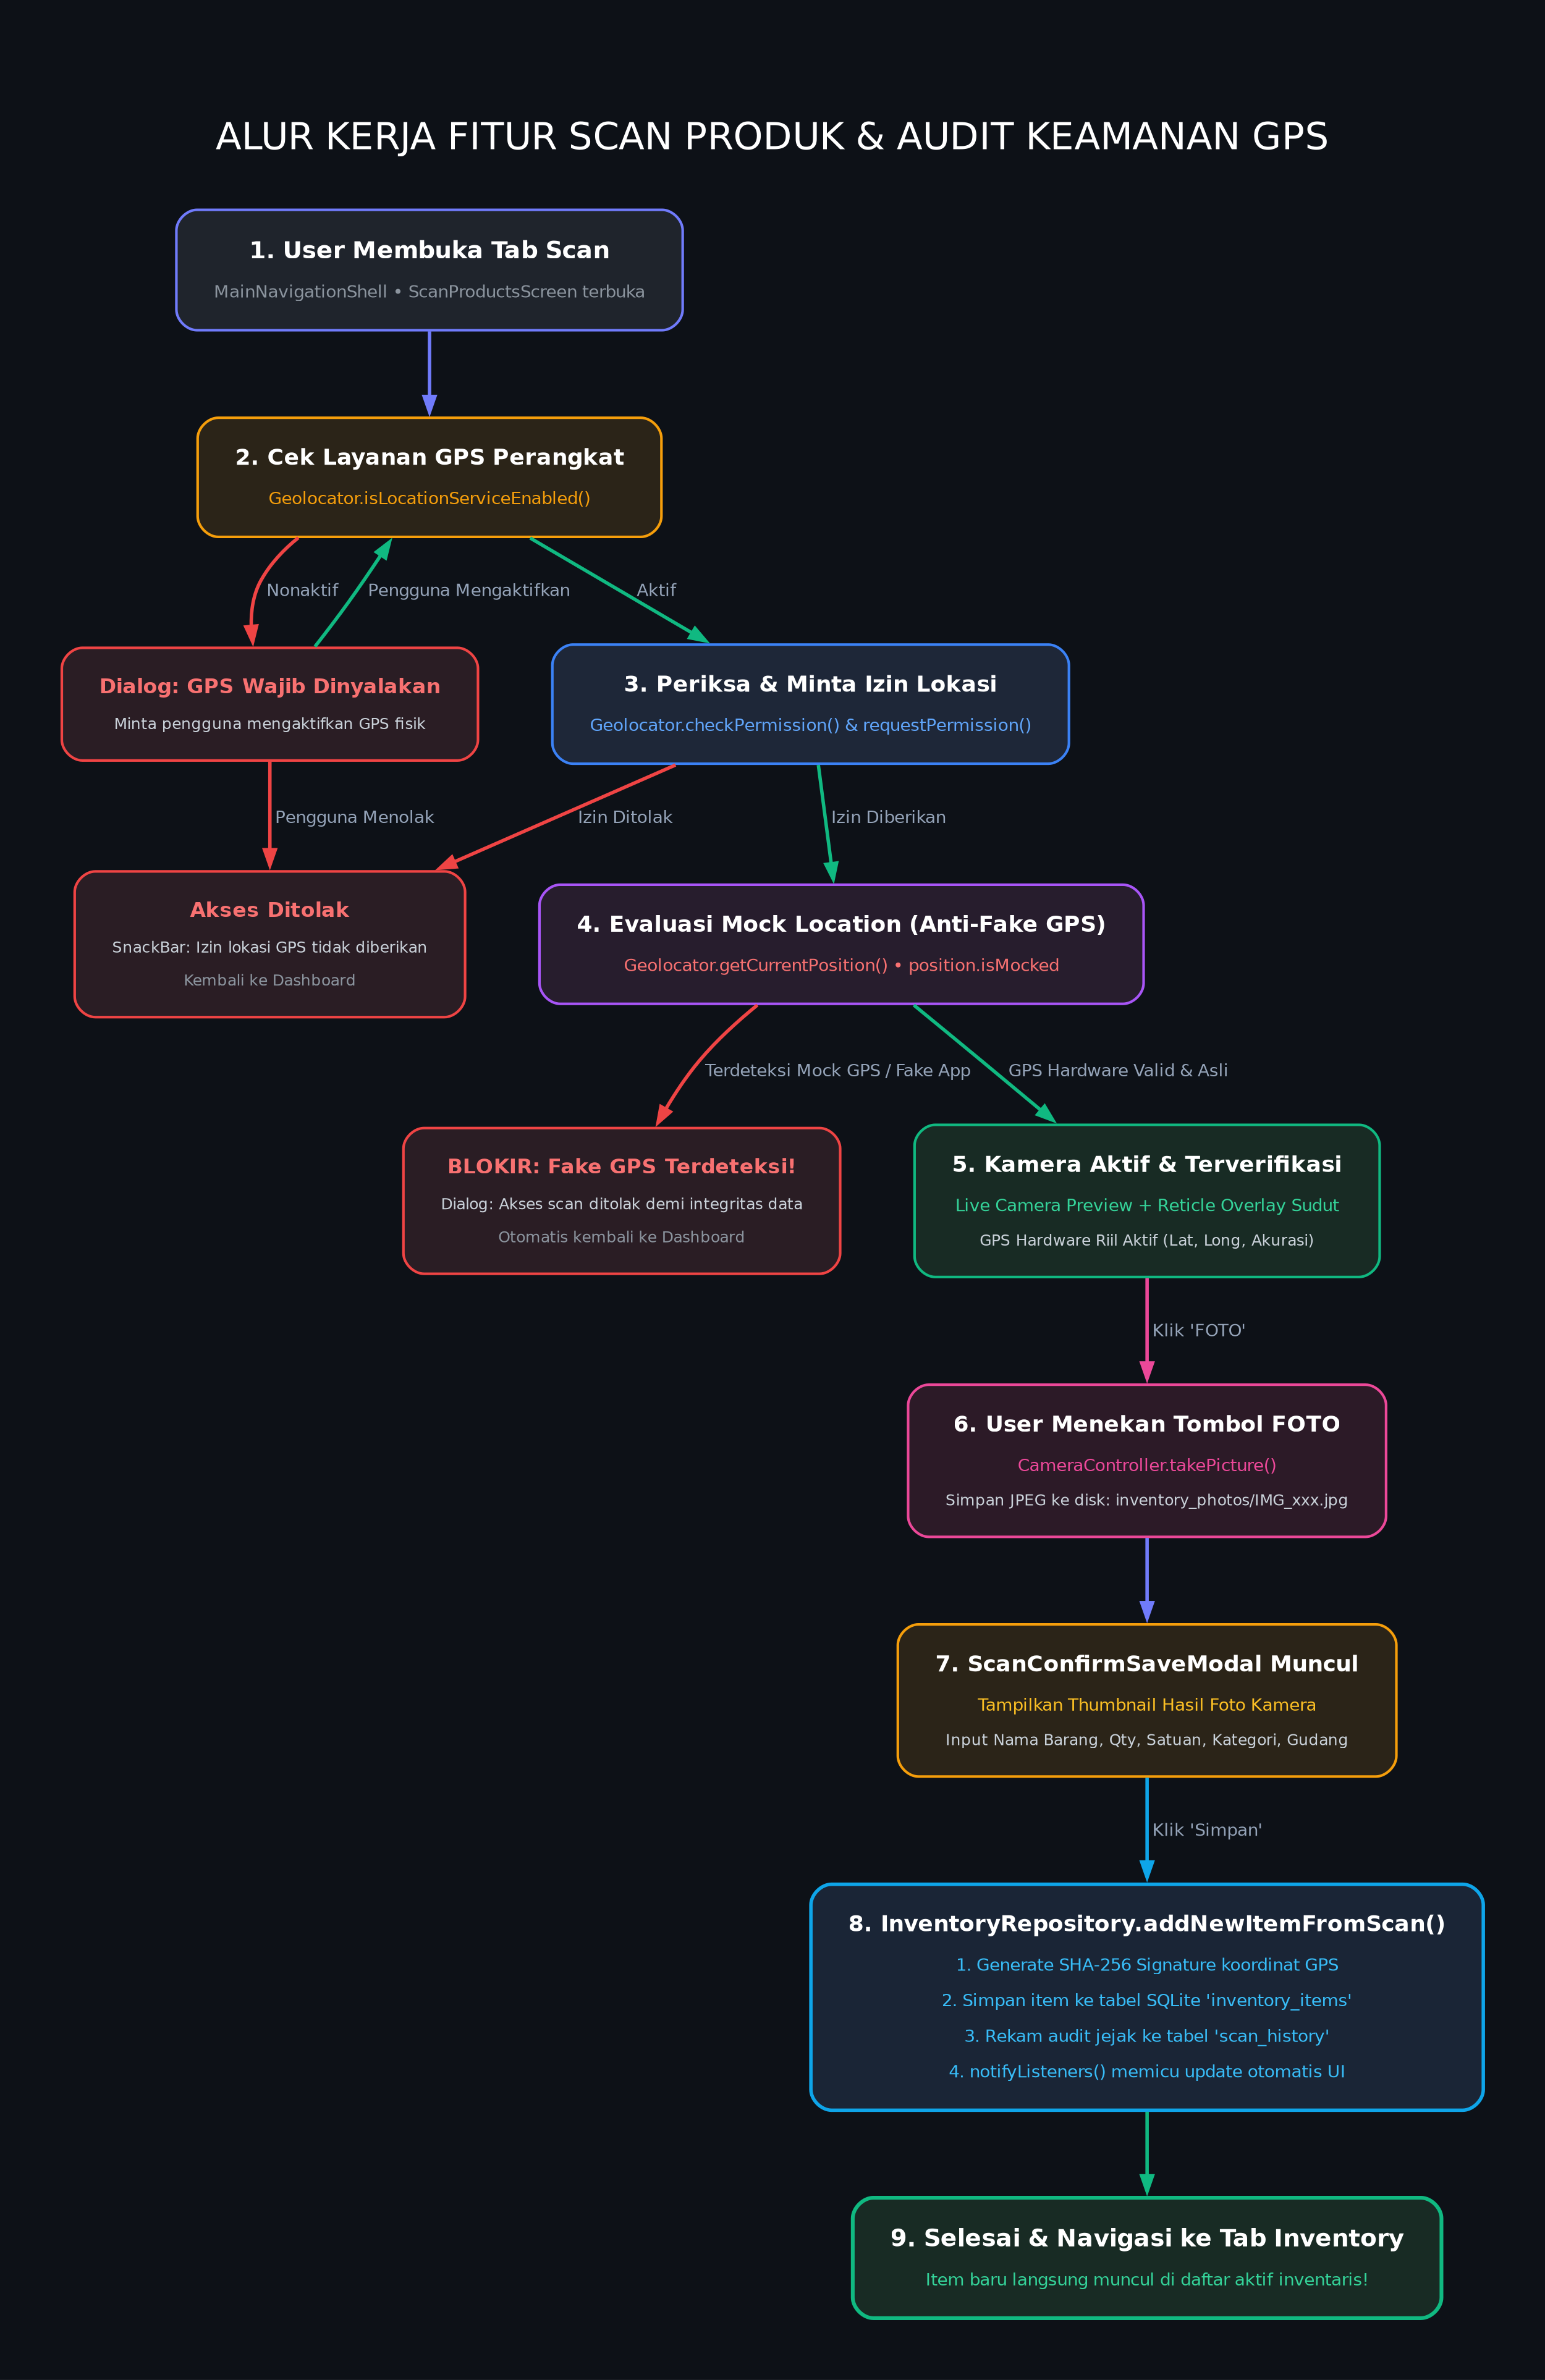 ALUR KERJA FITUR SCAN PRODUK & AUDIT KEAMANAN GPS
1. User Membuka Tab Scan
MainNavigationShell • ScanProductsScreen terbuka
2. Cek Layanan GPS Perangkat
Geolocator.isLocationServiceEnabled()
Nonaktif
Pengguna Mengaktifkan
Aktif
Dialog: GPS Wajib Dinyalakan
Minta pengguna mengaktifkan GPS fisik
3. Periksa & Minta Izin Lokasi
Geolocator.checkPermission() & requestPermission()
Pengguna Menolak
Izin Ditolak
Izin Diberikan
Akses Ditolak
SnackBar: Izin lokasi GPS tidak diberikan
Kembali ke Dashboard
4. Evaluasi Mock Location (Anti-Fake GPS)
Geolocator.getCurrentPosition() • position.isMocked
Terdeteksi Mock GPS / Fake App
GPS Hardware Valid & Asli
BLOKIR: Fake GPS Terdeteksi!
Dialog: Akses scan ditolak demi integritas data
Otomatis kembali ke Dashboard
5. Kamera Aktif & Terverifikasi
Live Camera Preview + Reticle Overlay Sudut
GPS Hardware Riil Aktif (Lat, Long, Akurasi)
Klik 'FOTO'
6. User Menekan Tombol FOTO
CameraController.takePicture()
Simpan JPEG ke disk: inventory_photos/IMG_xxx.jpg
7. ScanConfirmSaveModal Muncul
Tampilkan Thumbnail Hasil Foto Kamera
Input Nama Barang, Qty, Satuan, Kategori, Gudang
Klik 'Simpan'
8. InventoryRepository.addNewItemFromScan()
1. Generate SHA-256 Signature koordinat GPS
2. Simpan item ke tabel SQLite 'inventory_items'
3. Rekam audit jejak ke tabel 'scan_history'
4. notifyListeners() memicu update otomatis UI
9. Selesai & Navigasi ke Tab Inventory
Item baru langsung muncul di daftar aktif inventaris!